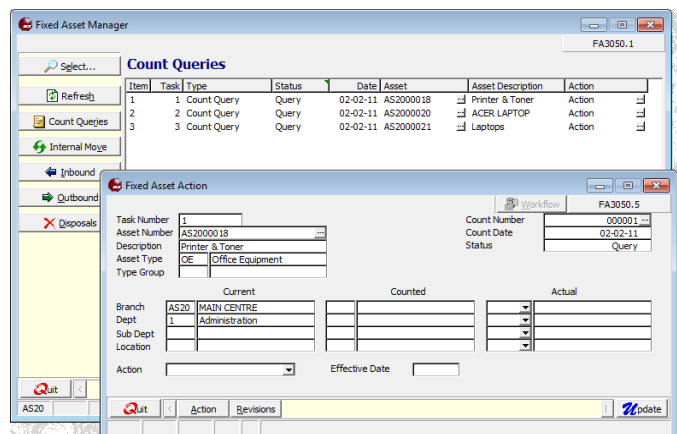 Fixed Asset Manager
FA3050.1
Select...
Count Queries
Item Task Type Status Date Asset Asset Description Action
1 1 Count Query Query 02-02-11 AS2000018 ... Printer & Toner Action ...
2 2 Count Query Query 02-02-11 AS2000020 ... ACER LAPTOP Action ...
3 3 Count Query Query 02-02-11 AS2000021 ... Laptops Action ...
Refresh
Count Queries
Internal Move
Inbound
Outbound
Disposals
Quit <
AS20
Fixed Asset Action
Workflow FA3050.5
Task Number 1 Count Number 000001 ...
Asset Number AS2000018 ... Count Date 02-02-11
Description Printer & Toner Status Query
Asset Type OE Office Equipment
Type Group
Current Counted Actual
Branch AS20 MAIN CENTRE
Dept 1 Administration
Sub Dept
Location
Action Effective Date
Quit < Action Revisions Update